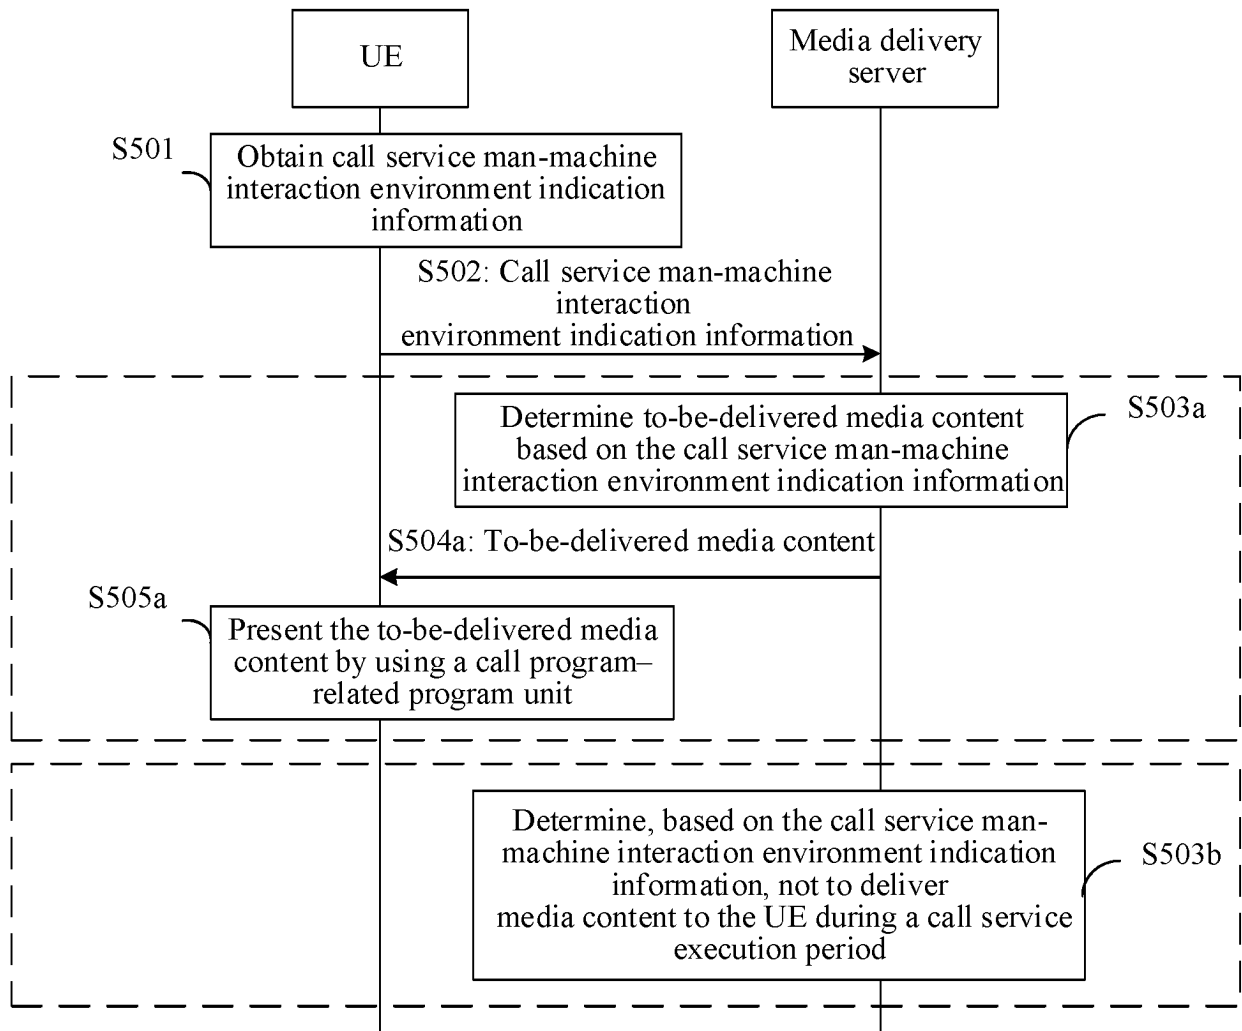 UE
Media delivery
server
S501
Obtain call service man-machine
interaction environment indication
information
S502: Call service man-machine
interaction
environment indication information
S503a
Determine to-be-delivered media content
based on the call service man-machine
interaction environment indication information
S504a: To-be-delivered media content
S505a
Present the to-be-delivered media
content by using a call program–
related program unit
Determine, based on the call service man-
machine interaction environment indication
information, not to deliver
media content to the UE during a call service
execution period
S503b